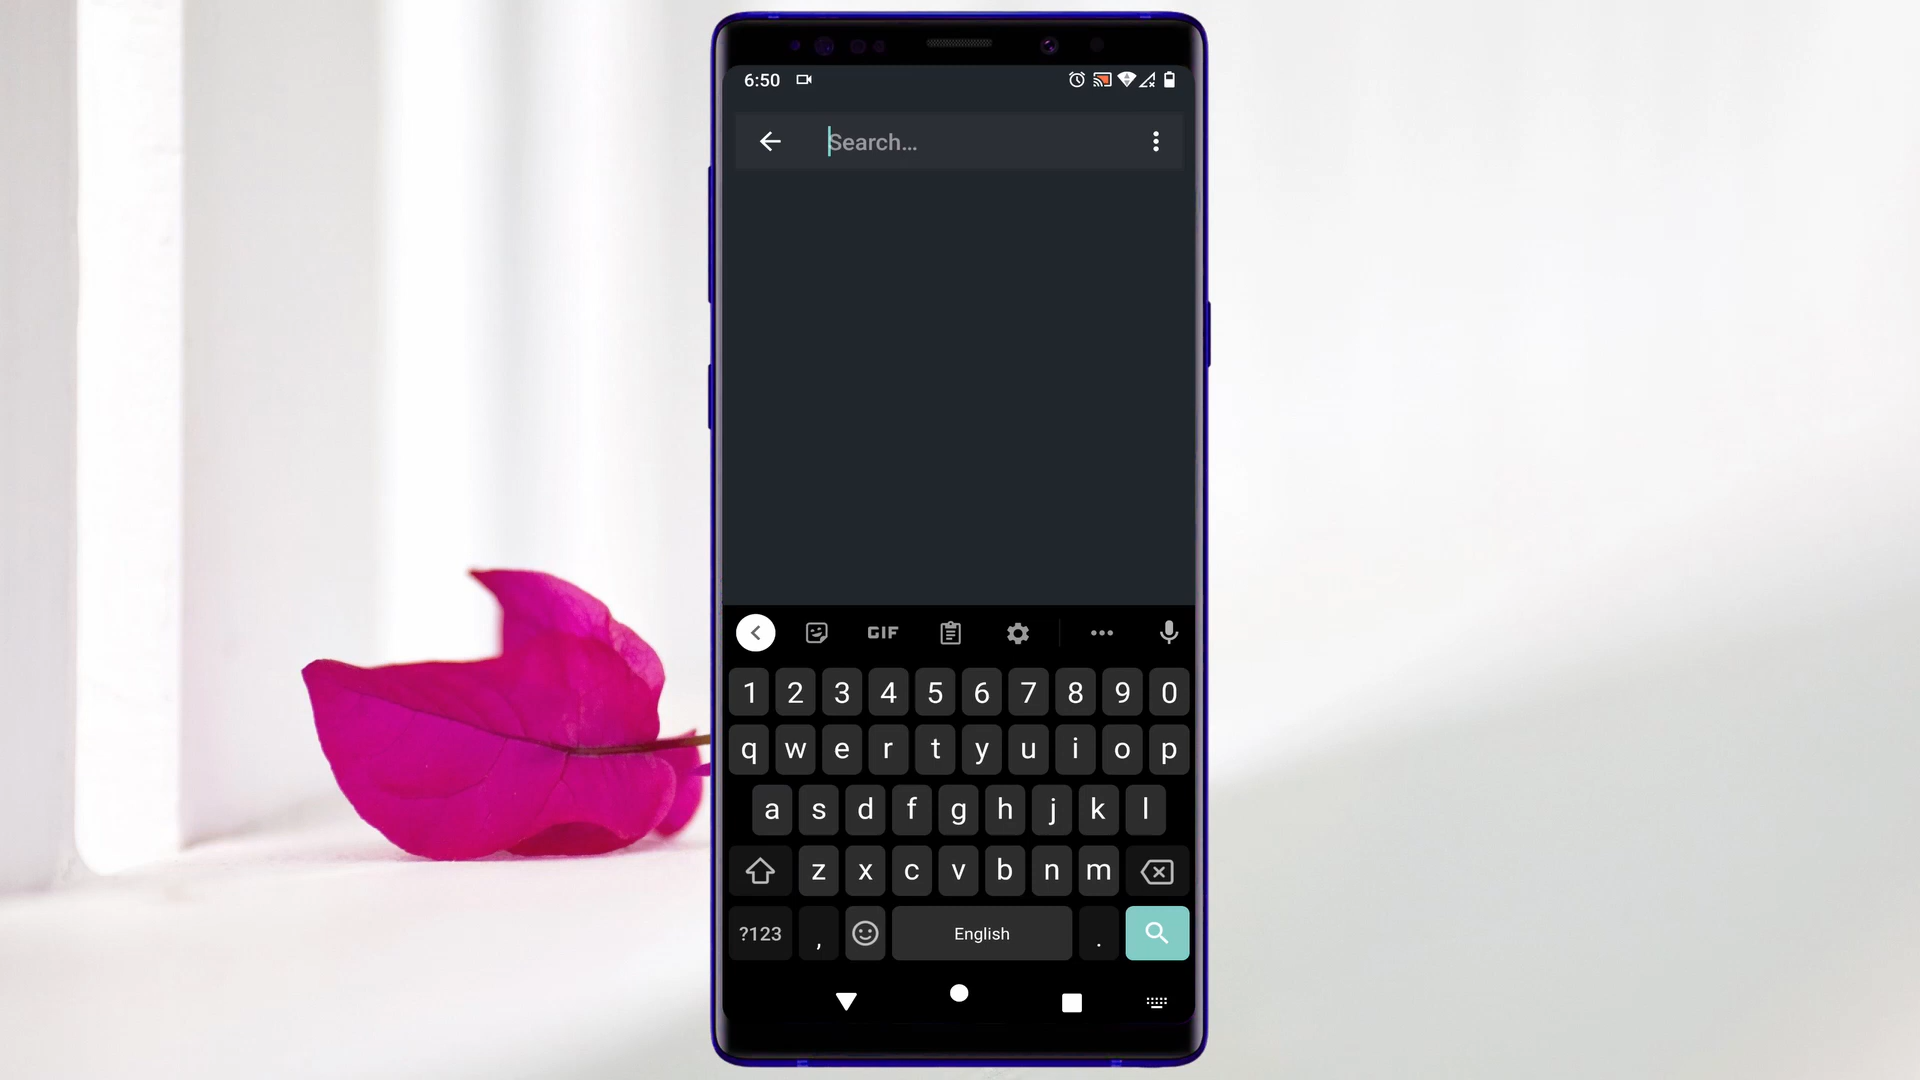 6:50
Search...
GIF
1 2 3 4 5 6 7 8 9 0
q w e r t y u i o p
a s d f g h j k l
z x c v b n m
?123 , English .